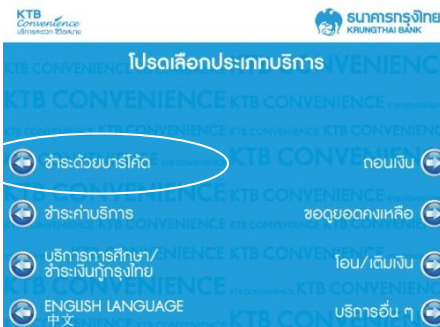 KTB
Convenience
บริการสะดวก ชีวิตสบาย
ธนาคารกรุงไทย
KRUNGTHAI BANK
โปรดเลือกประเภทบริการ
ชำระด้วยบาร์โค้ด
ถอนเงิน
ชำระค่าบริการ
ขอดูยอดคงเหลือ
บริการการศึกษา/
ชำระเงินกู้กรุงไทย
โอน/เติมเงิน
ENGLISH LANGUAGE
中文
บริการอื่น ๆ